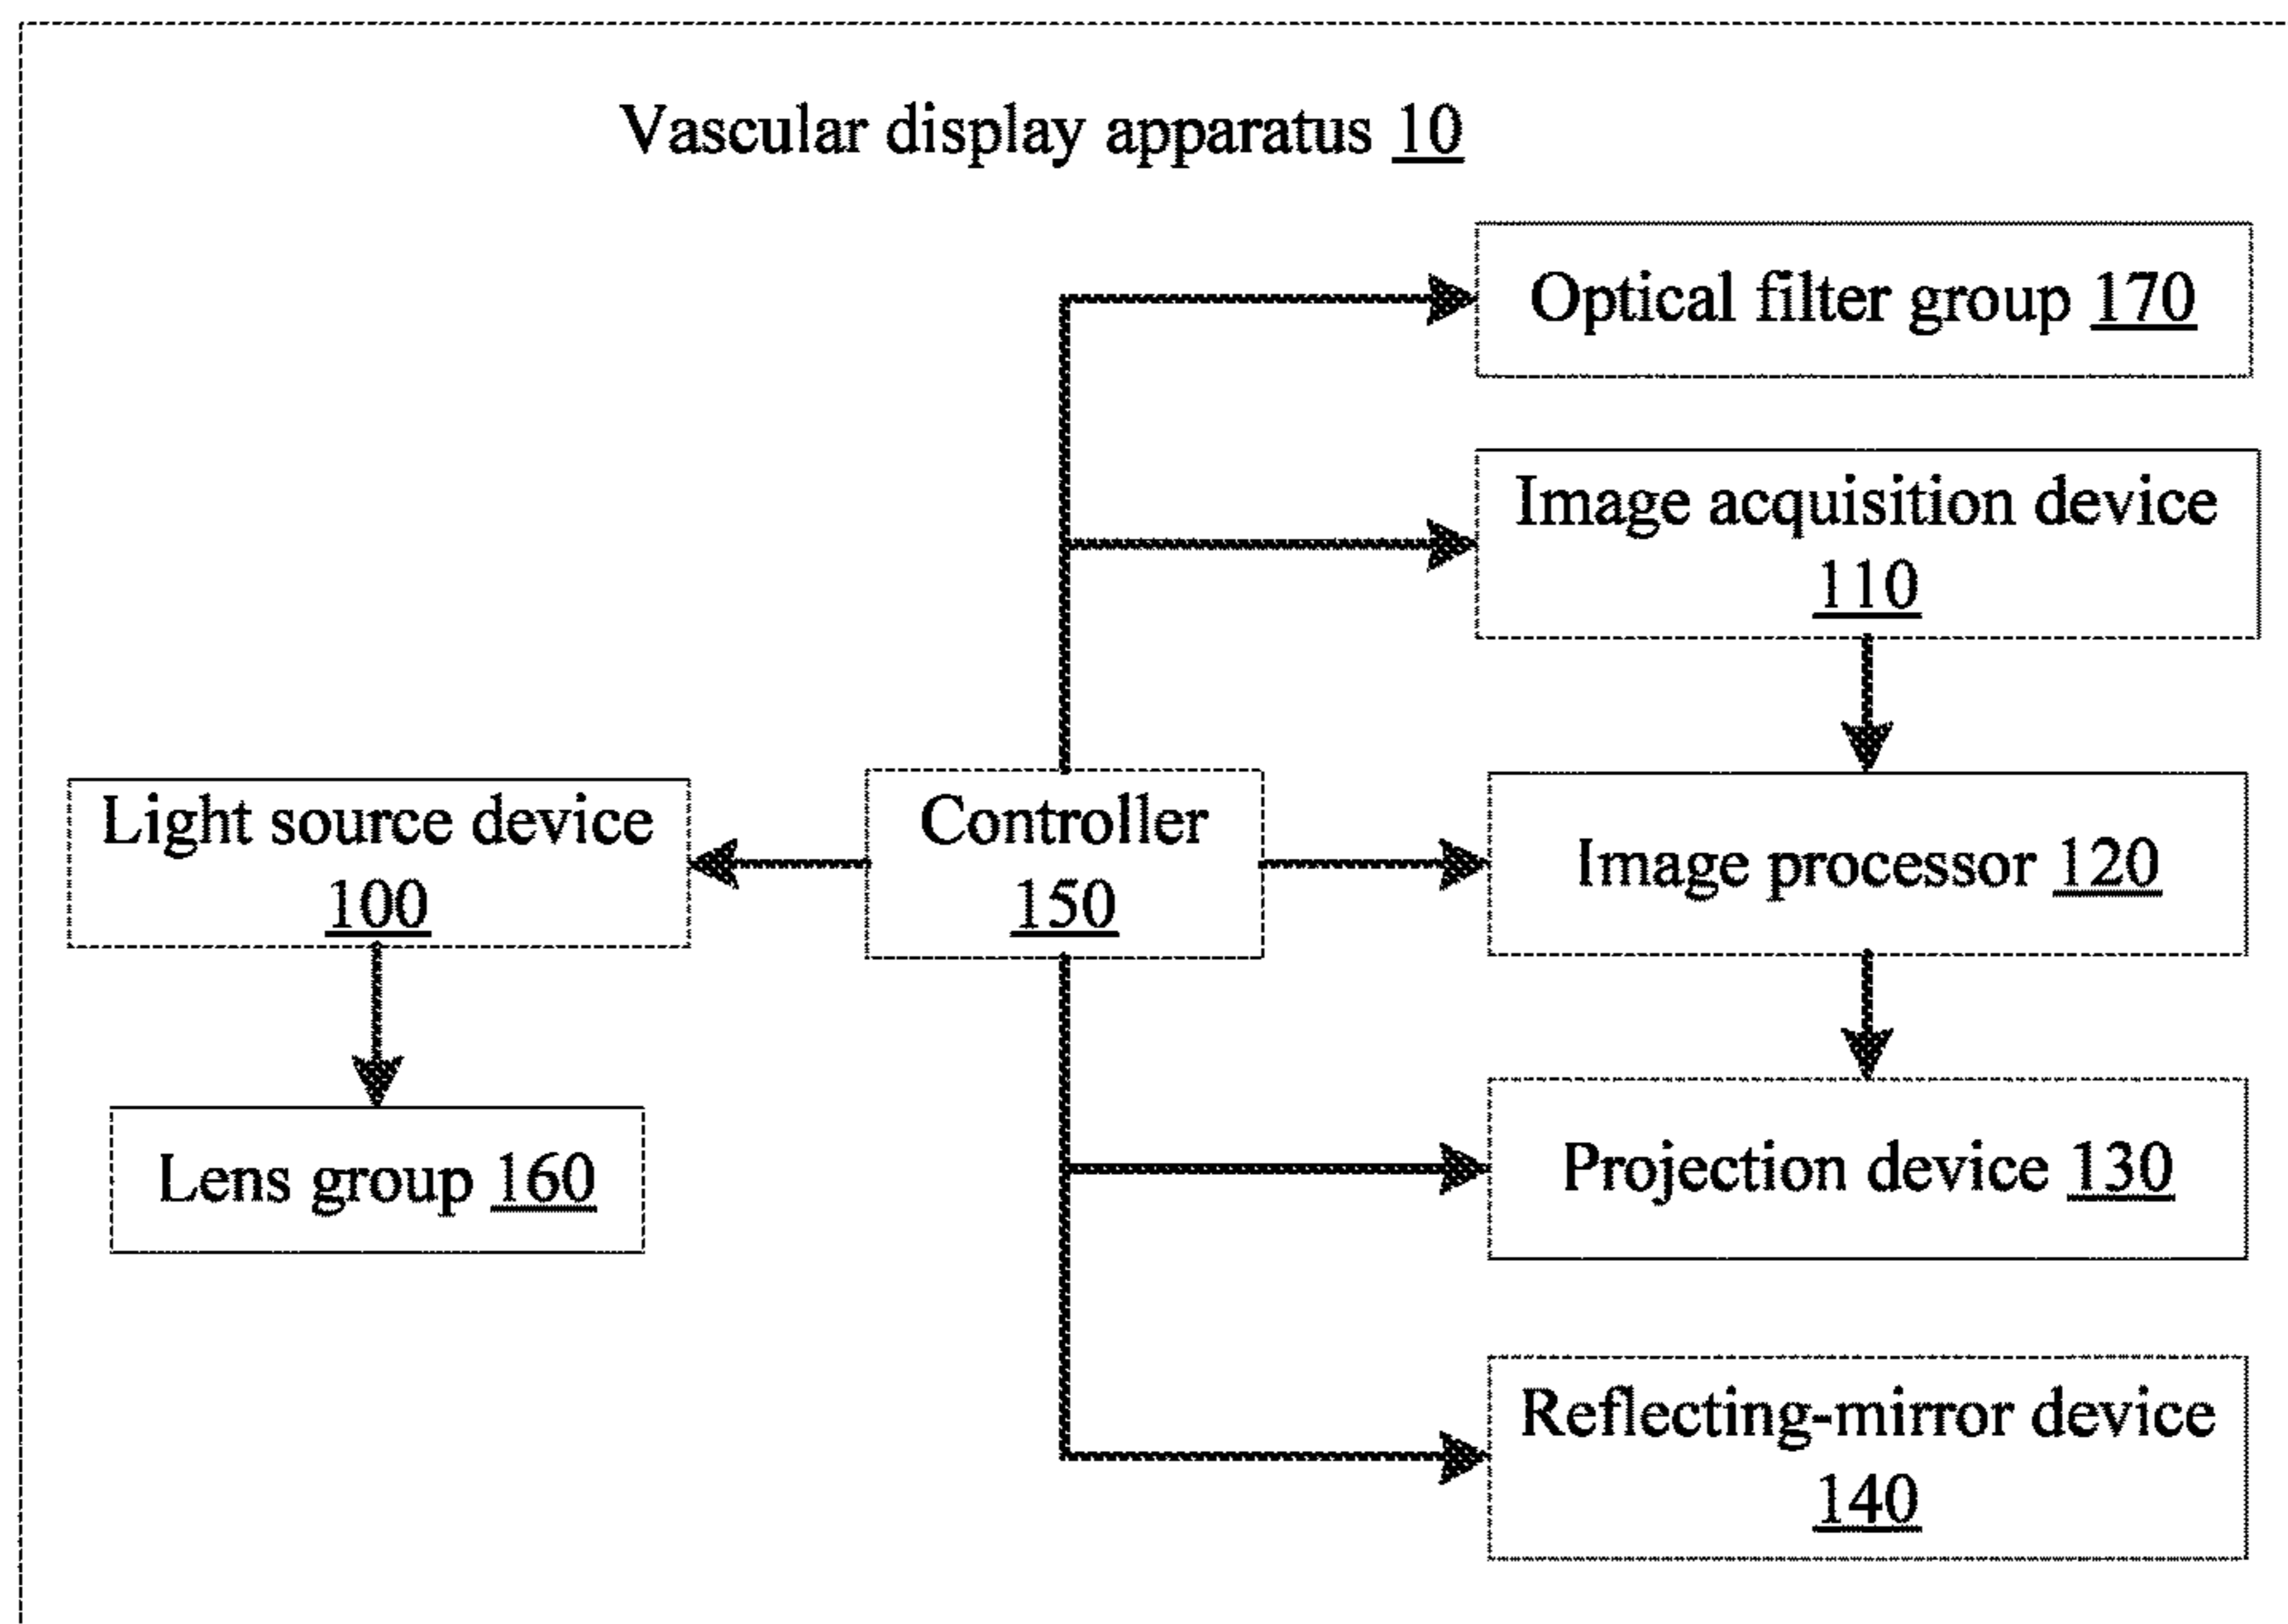 Vascular display apparatus 10
Optical filter group 170
Image acquisition device
110
Light source device
100
Controller
150
Image processor 120
Lens group 160
Projection device 130
Reflecting-mirror device
140